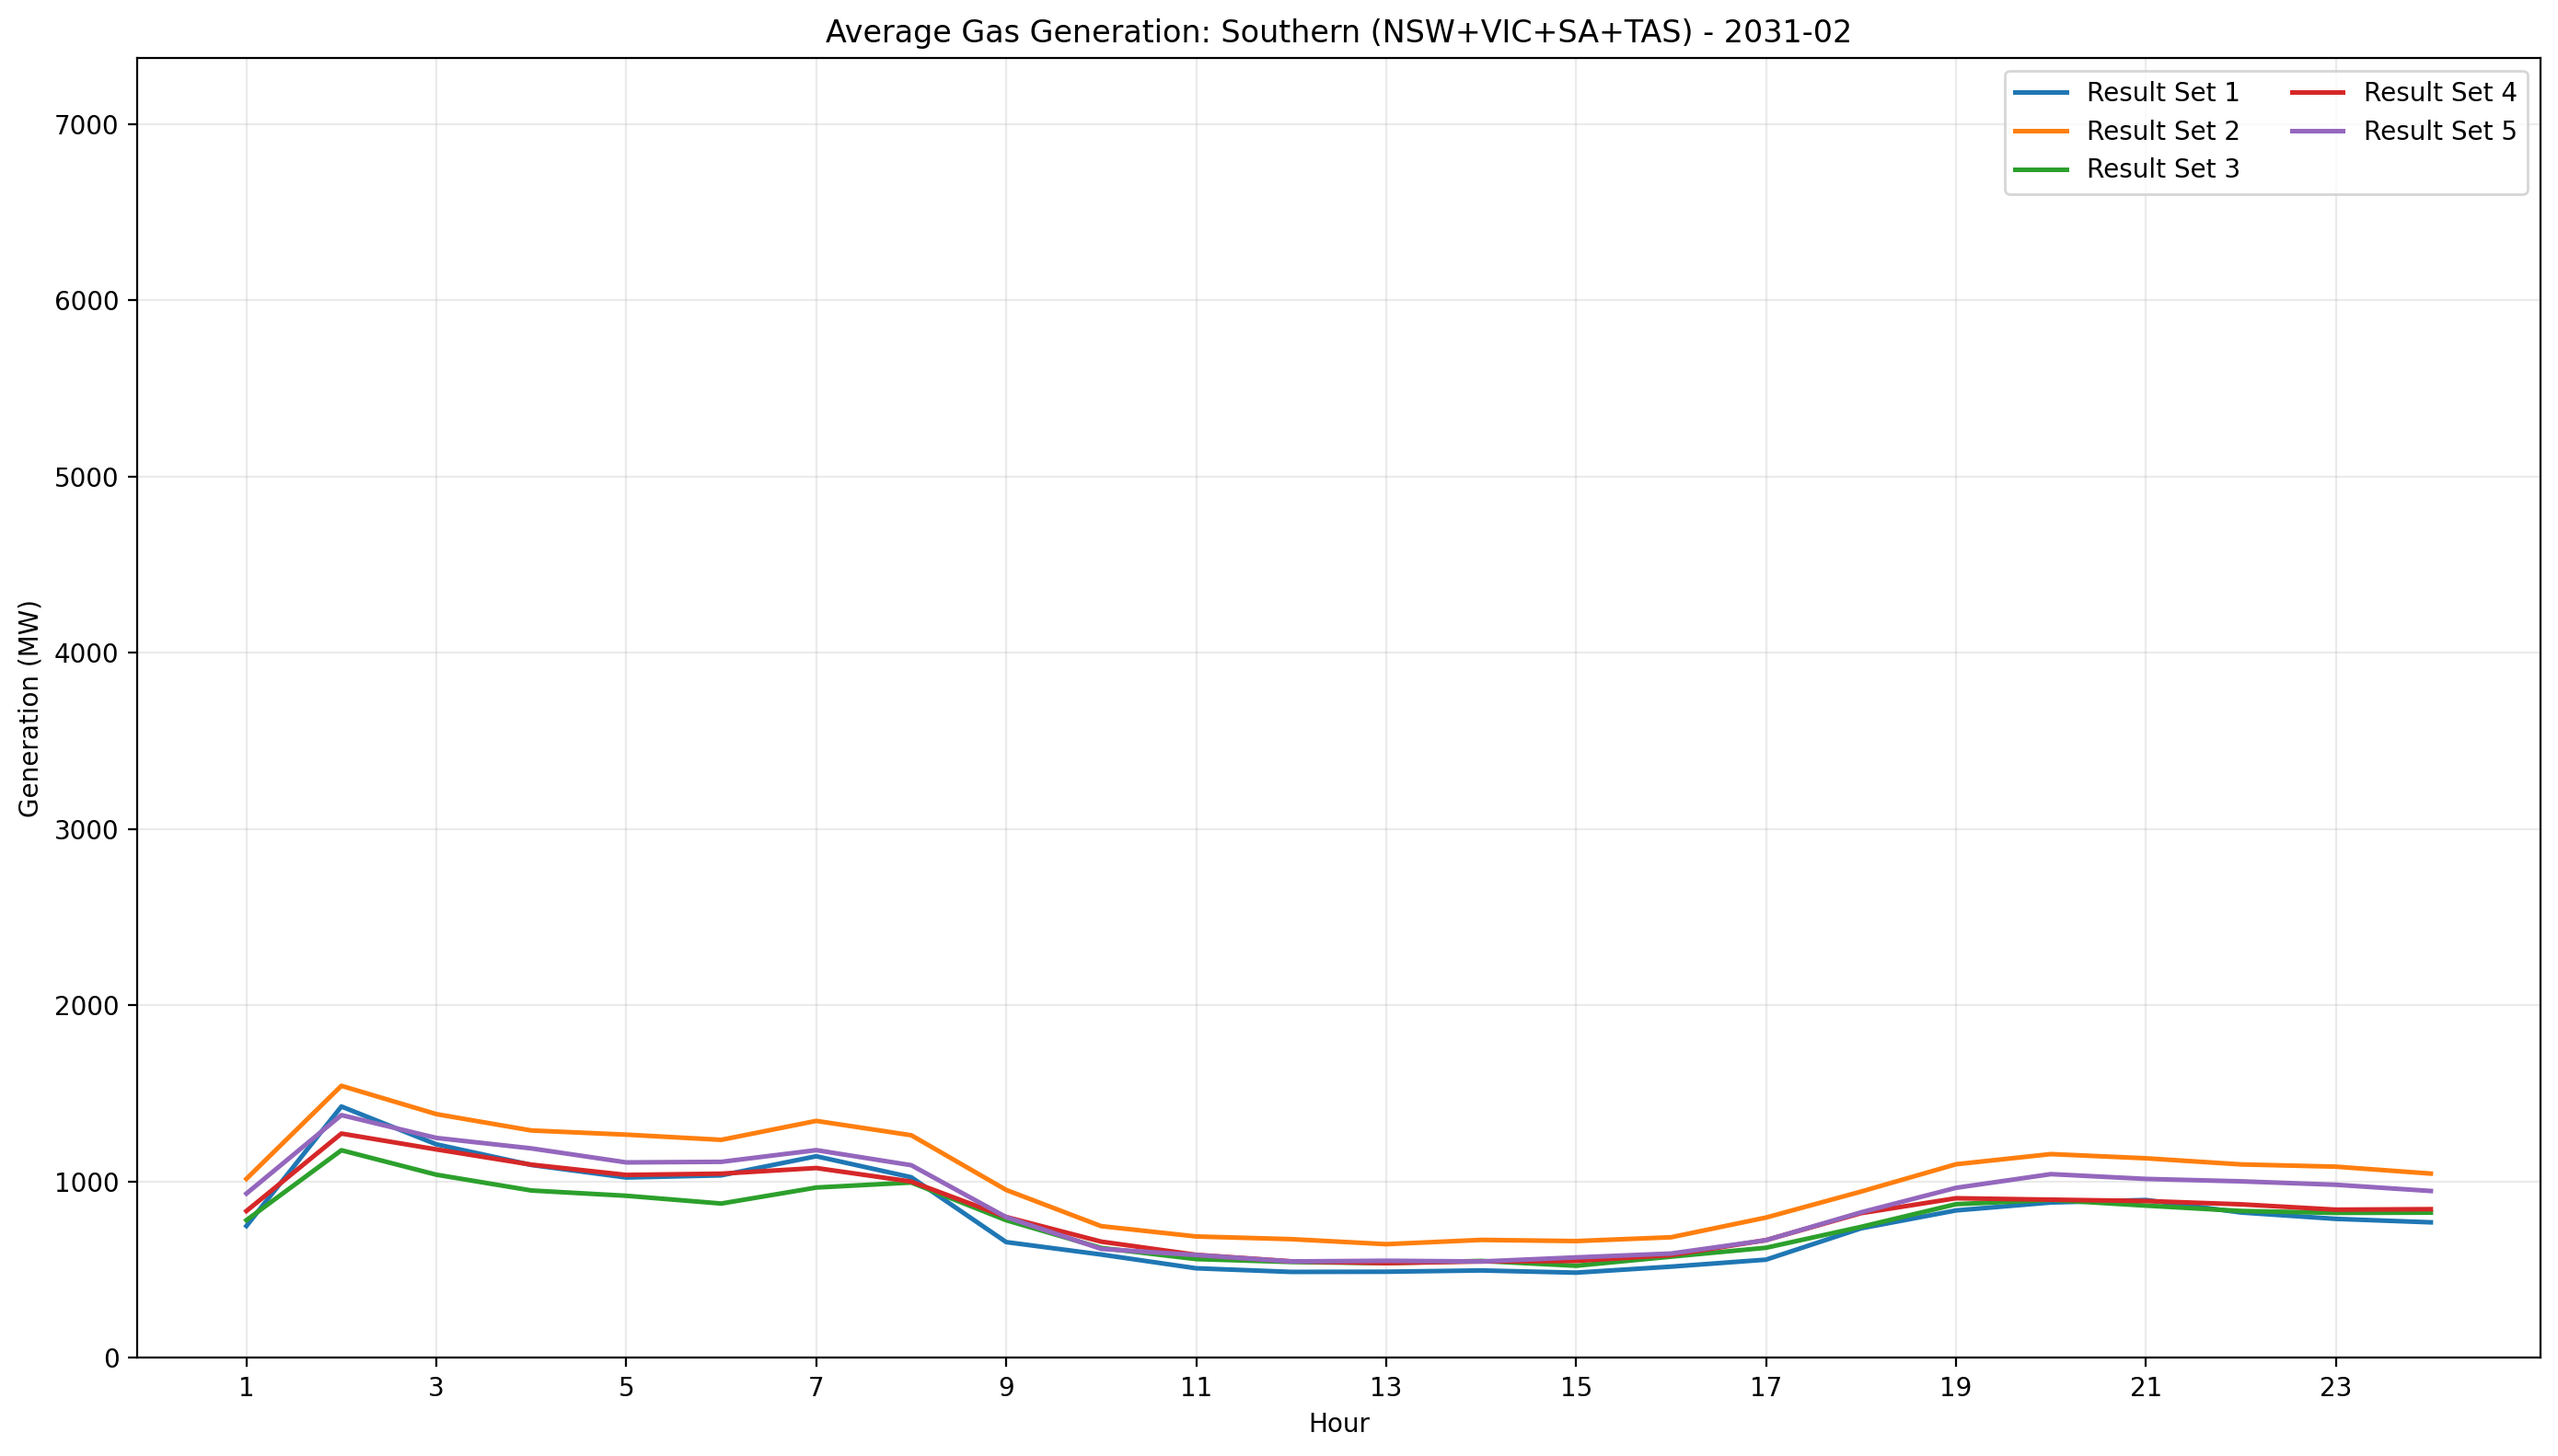 Average Gas Generation: Southern (NSW+VIC+SA+TAS) - 2031-02
Result Set 1
Result Set 2
Result Set 3
Result Set 4
Result Set 5
Generation (MW)
7000
6000
5000
4000
3000
2000
1000
0
1 3 5 7 9 11 13 15 17 19 21 23
Hour